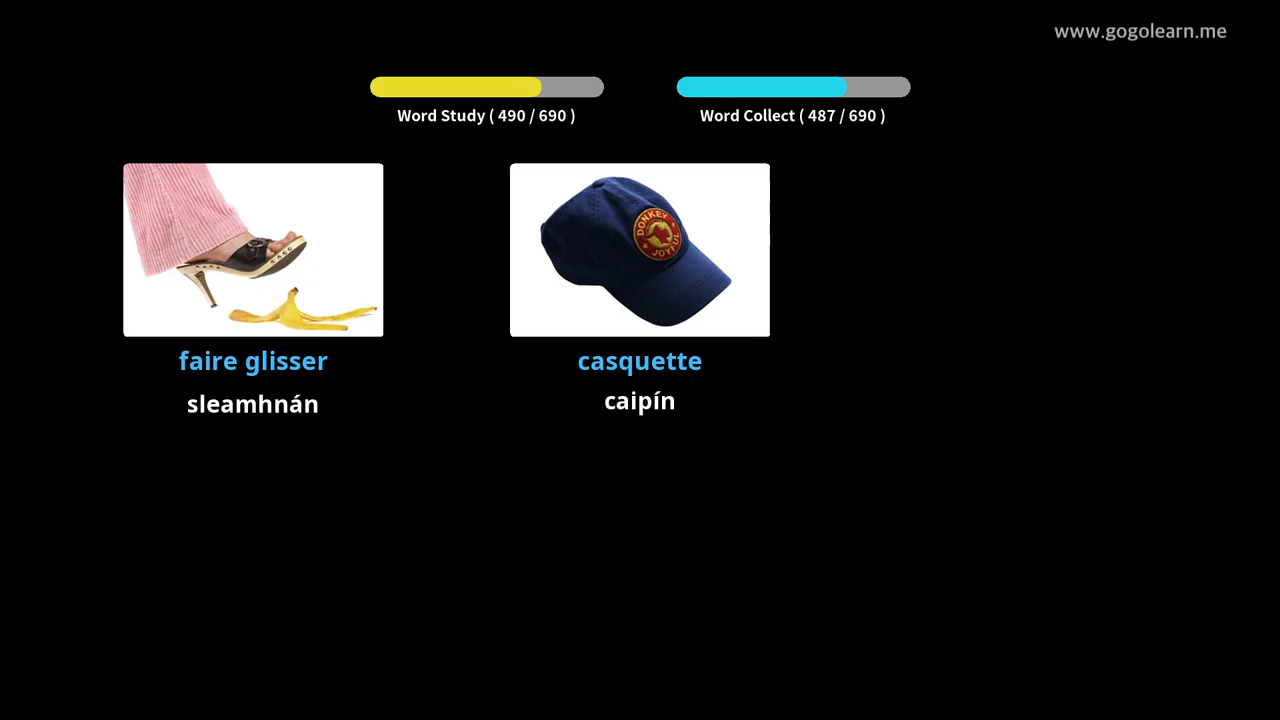 www.gogolearn.me
Word Study ( 490 / 690 )
Word Collect ( 487 / 690 )
DONKEY
JOYFUL
faire glisser
casquette
sleamhnán
caipín